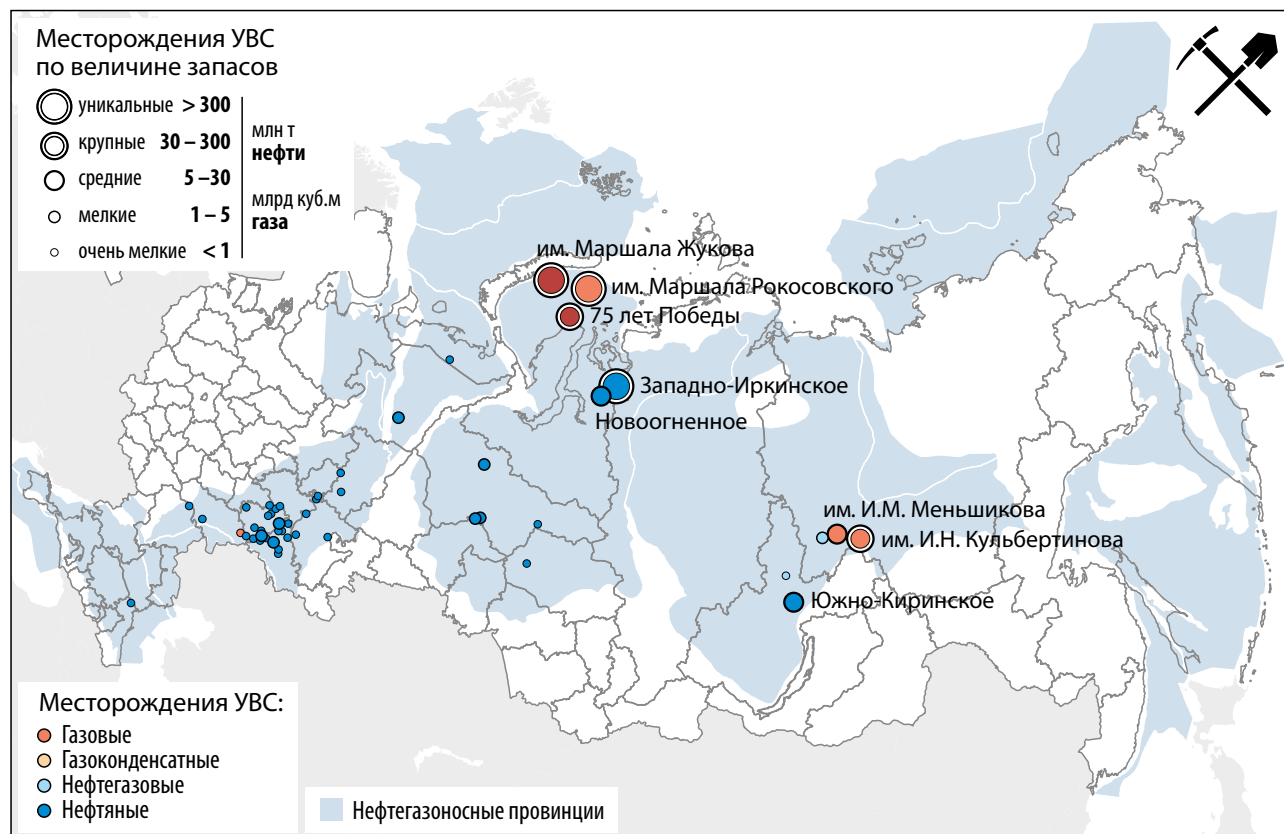 Месторождения УВС
по величине запасов
уникальные > 300
крупные 30 – 300
средние 5 –30
мелкие 1 – 5
очень мелкие < 1
млн т
нефти
млрд куб.м
газа
им. Маршала Жукова
им. Маршала Рокосовского
75 лет Победы
Западно-Иркинское
Новоогненное
им. И.М. Меньшикова
им. И.Н. Кульбертинова
Южно-Киринское
Месторождения УВС:
Газовые
Газоконденсатные
Нефтегазовые
Нефтяные
Нефтегазоносные провинции